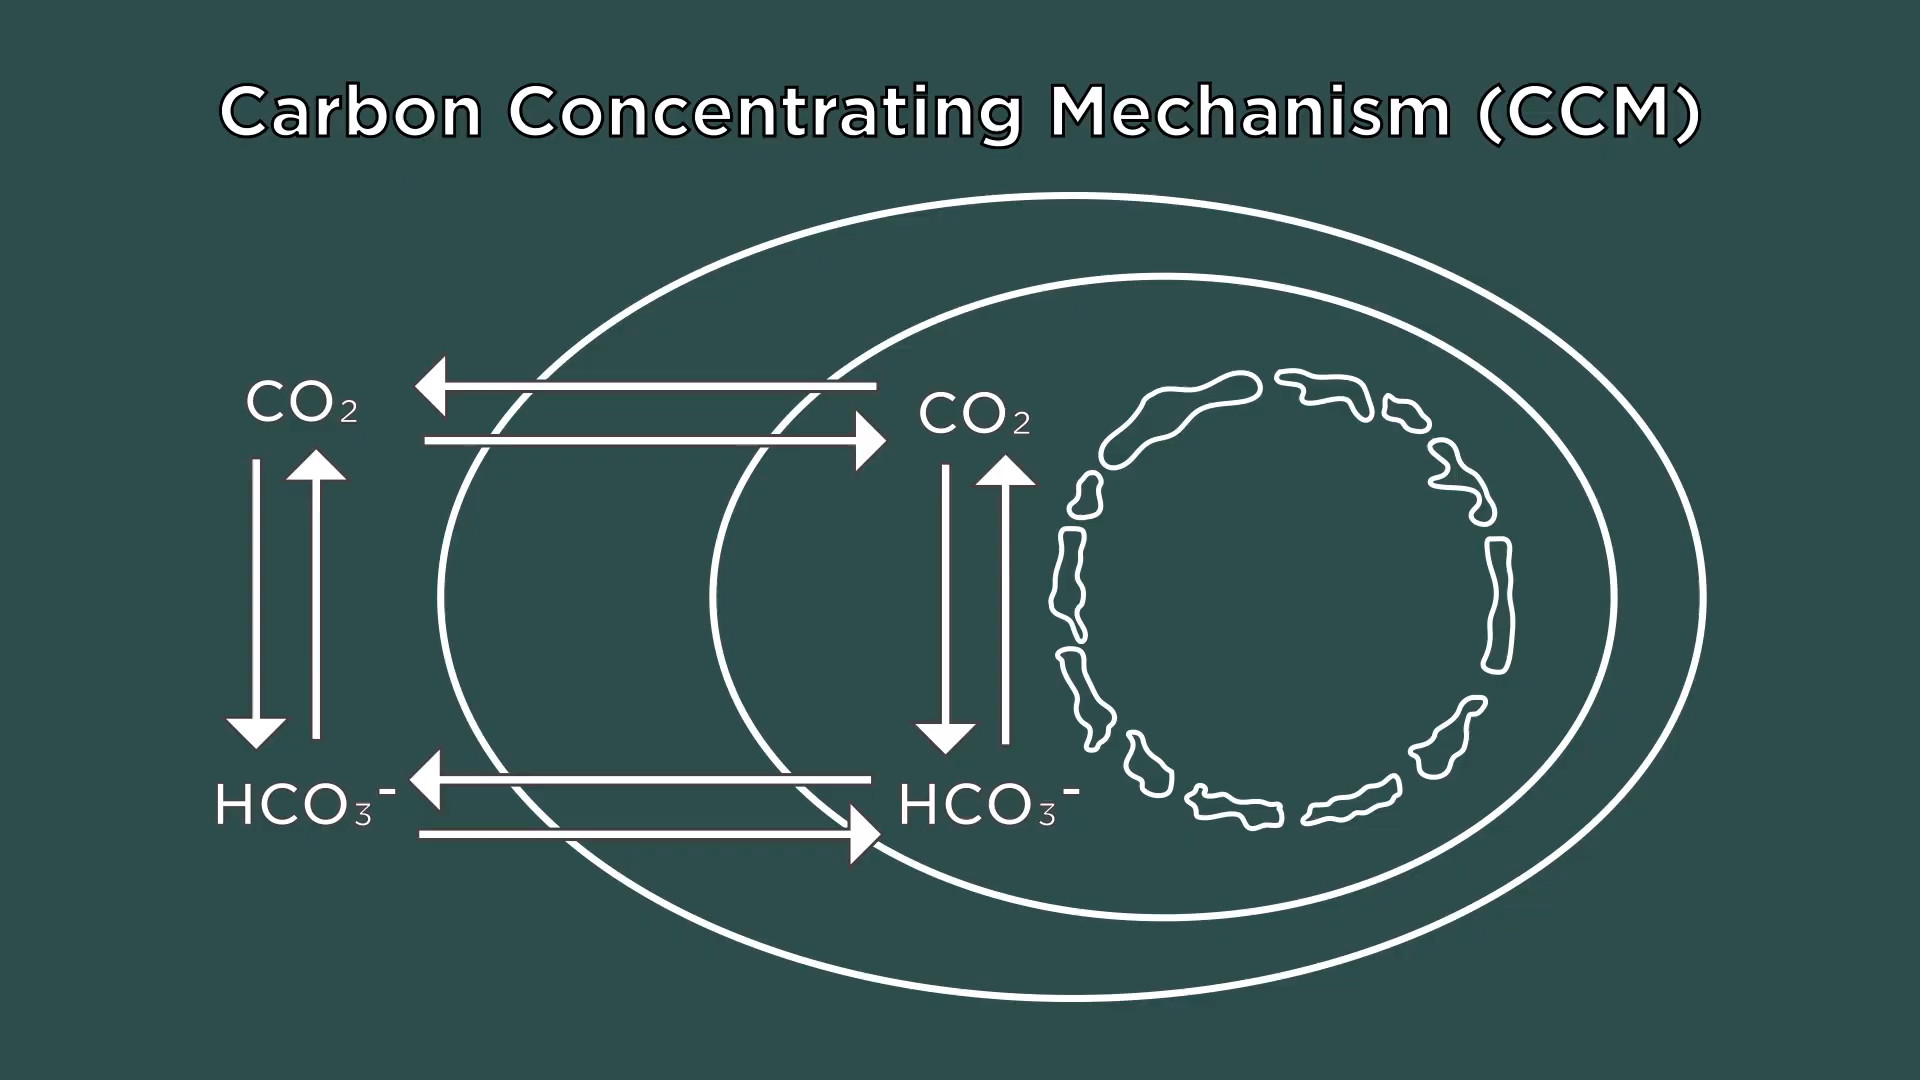 Carbon Concentrating Mechanism (CCM)
CO₂ CO₂
HCO₃⁻ HCO₃⁻